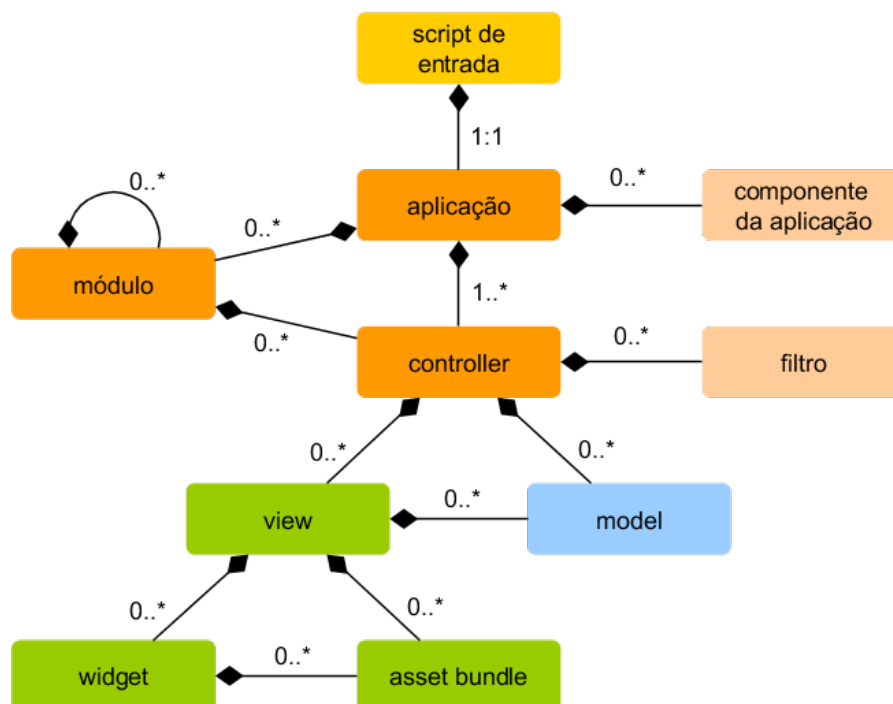 script de
entrada
1:1
0..*
0..*
0..*
aplicação
componente
da aplicação
módulo
1..*
0..*
0..*
controller
filtro
0..*
0..*
view
0..*
model
0..*
0..*
widget
0..*
asset bundle